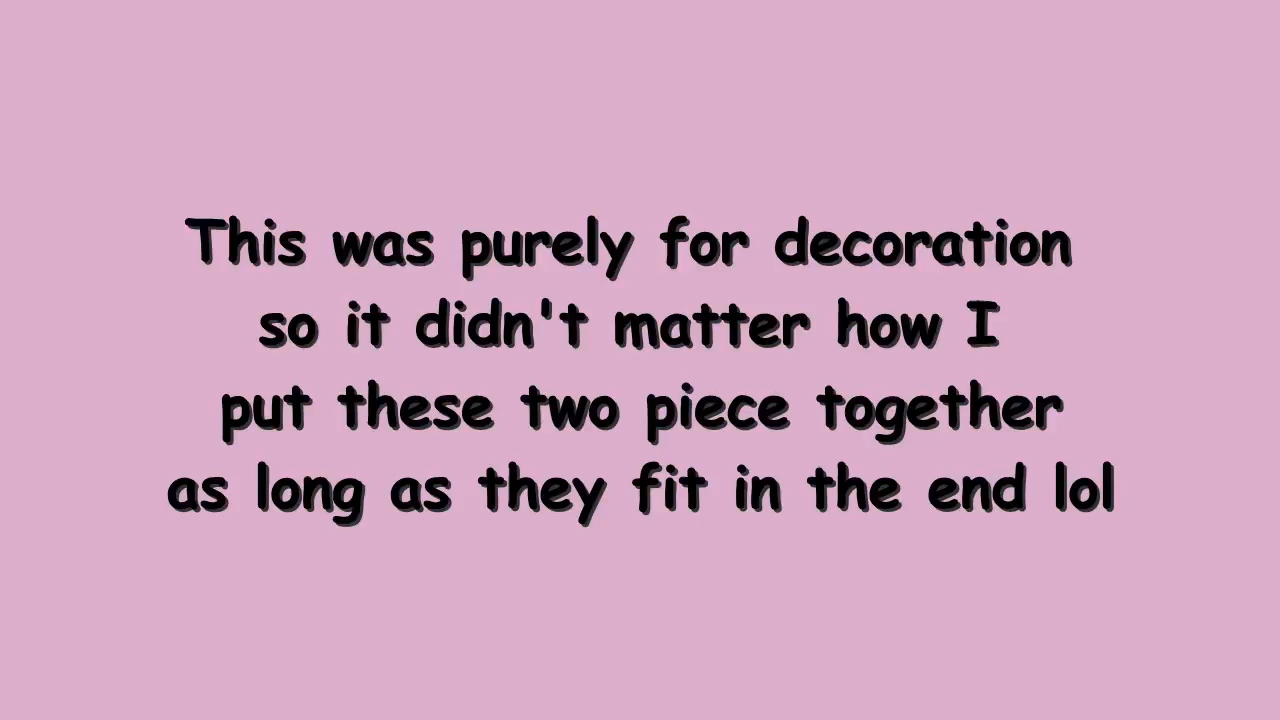 This was purely for decoration
so it didn't matter how I
put these two piece together
as long as they fit in the end lol